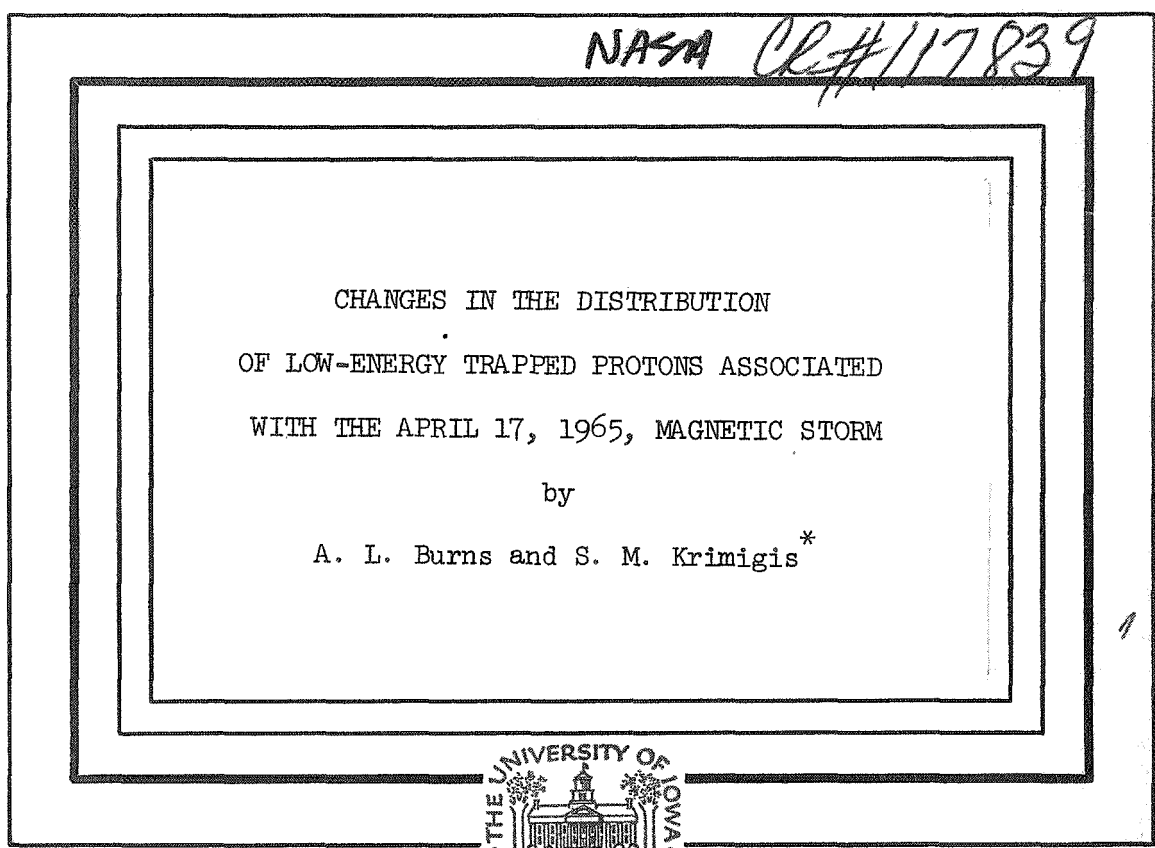 NASA CR#117839
CHANGES IN THE DISTRIBUTION
OF LOW-ENERGY TRAPPED PROTONS ASSOCIATED
WITH THE APRIL 17, 1965, MAGNETIC STORM
by
A. L. Burns and S. M. Krimigis*
THE UNIVERSITY OF IOWA